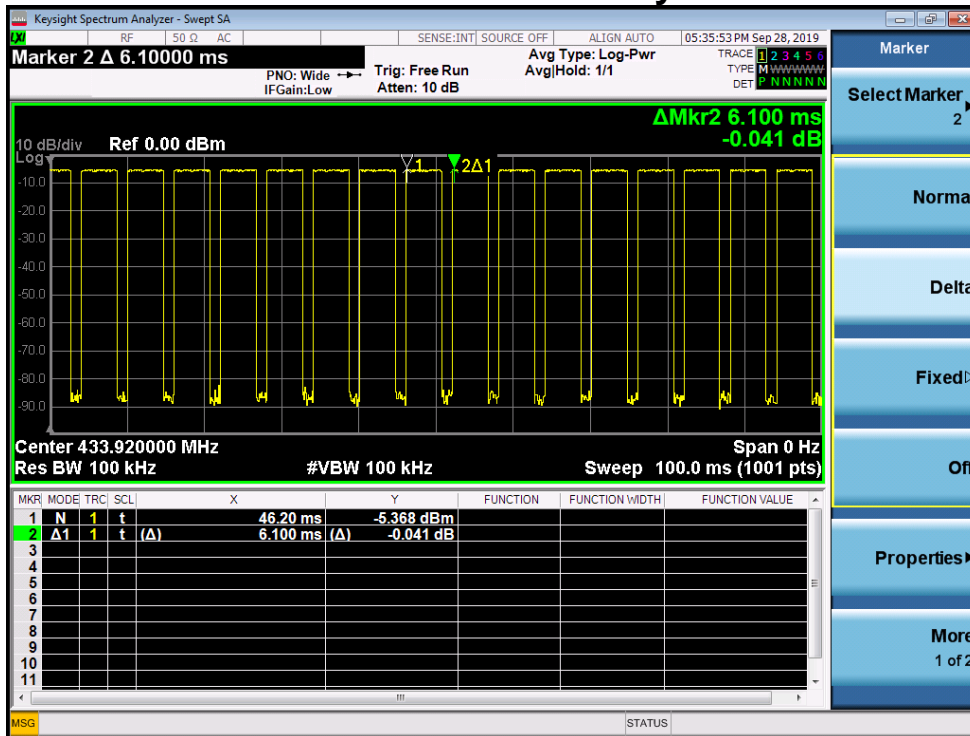 Keysight Spectrum Analyzer - Swept SA
LXI RF 50 Ω AC SENSE:INT SOURCE OFF ALIGN AUTO 05:35:53 PM Sep 28, 2019
Marker 2 Δ 6.10000 ms
PNO: Wide
IFGain:Low
Trig: Free Run
Atten: 10 dB
Avg Type: Log-Pwr
Avg|Hold: 1/1
TRACE 1 2 3 4 5 6
TYPE M W W W W W
DET P N N N N N
ΔMkr2 6.100 ms
-0.041 dB
10 dB/div Ref 0.00 dBm
Log
1 2Δ1
-10.0
-20.0
-30.0
-40.0
-50.0
-60.0
-70.0
-80.0
-90.0
Center 433.920000 MHz Span 0 Hz
Res BW 100 kHz #VBW 100 kHz Sweep 100.0 ms (1001 pts)
MKR MODE TRC SCL X Y FUNCTION FUNCTION WIDTH FUNCTION VALUE
1 N 1 t 46.20 ms -5.368 dBm
2 Δ1 1 t (Δ) 6.100 ms (Δ) -0.041 dB
3
4
5
6
7
8
9
10
11
MSG STATUS
Marker
Select Marker
2
Norma
Delta
Fixed
Off
Properties
More
1 of 2